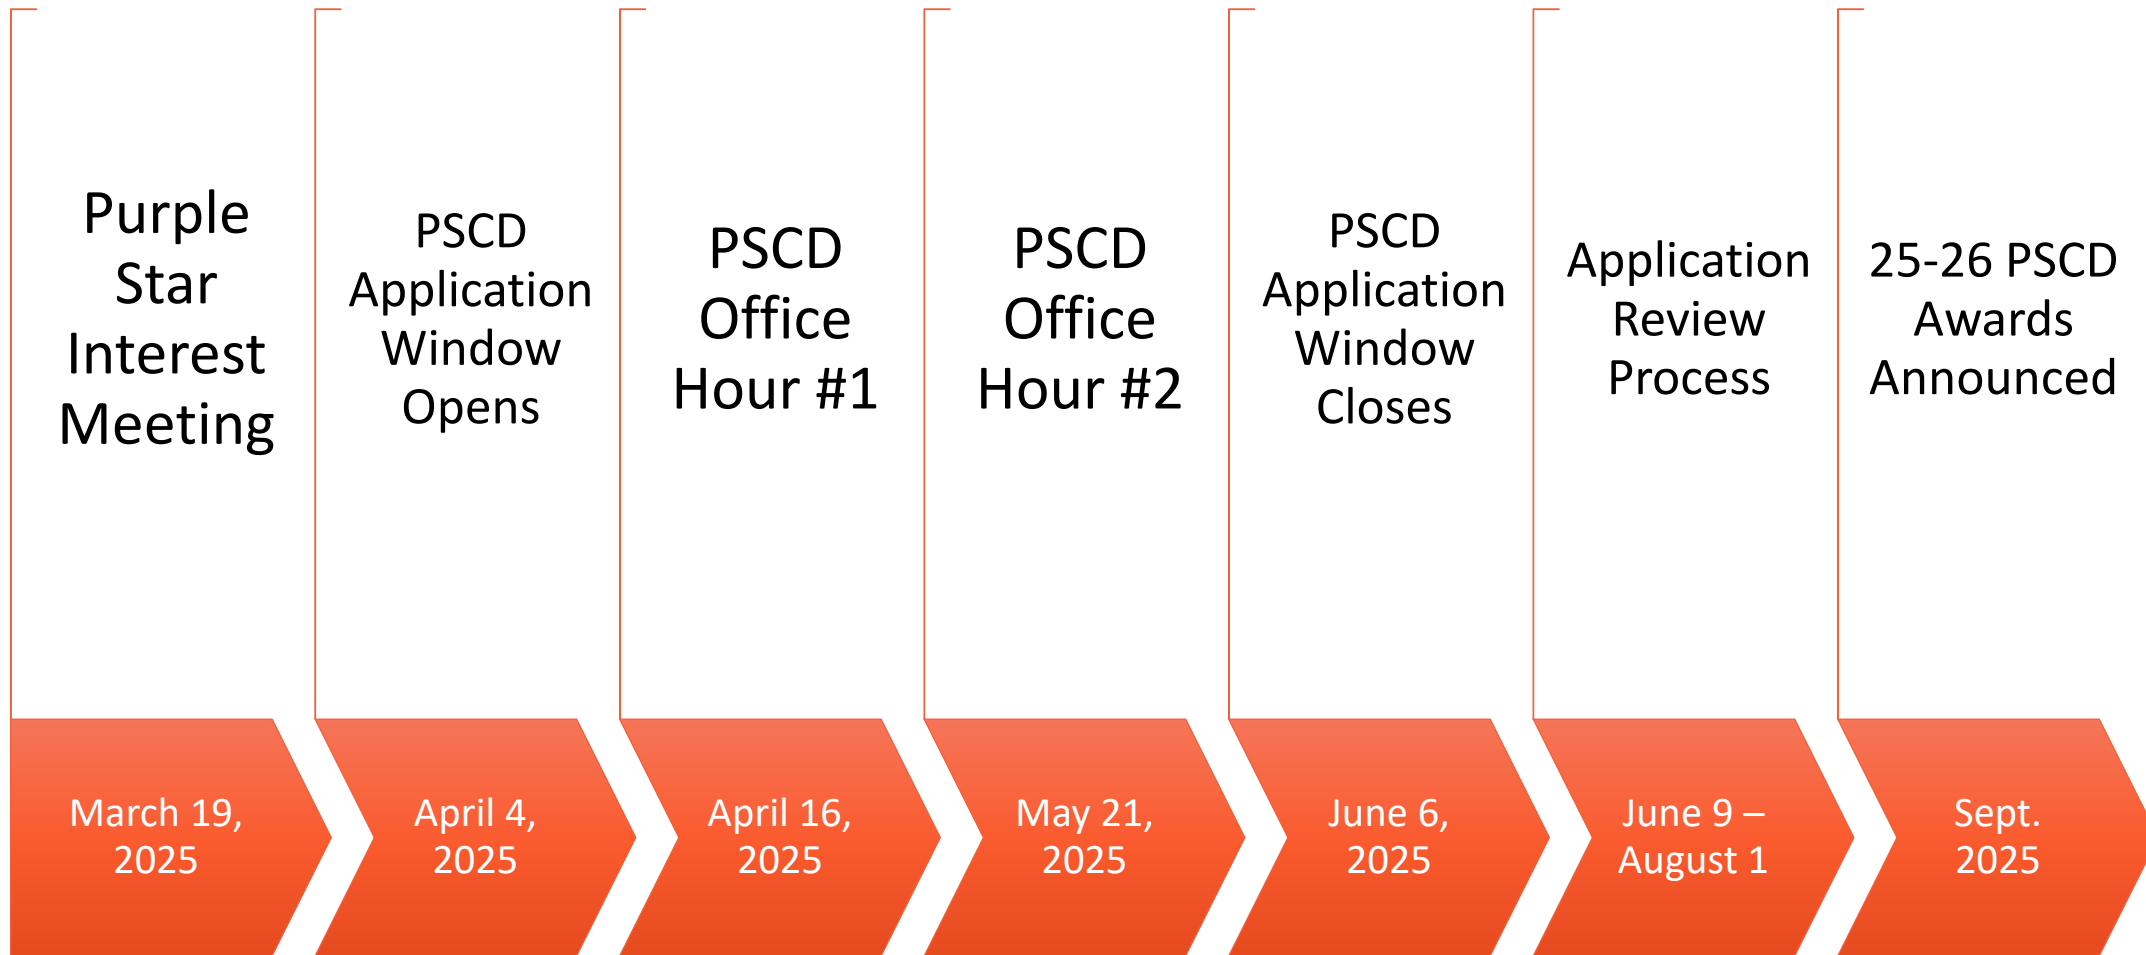 Purple
Star
Interest
Meeting
March 19,
2025
PSCD
Application
Window
Opens
April 4,
2025
PSCD
Office
Hour #1
April 16,
2025
PSCD
Office
Hour #2
May 21,
2025
PSCD
Application
Window
Closes
June 6,
2025
Application
Review
Process
June 9 –
August 1
25-26 PSCD
Awards
Announced
Sept.
2025